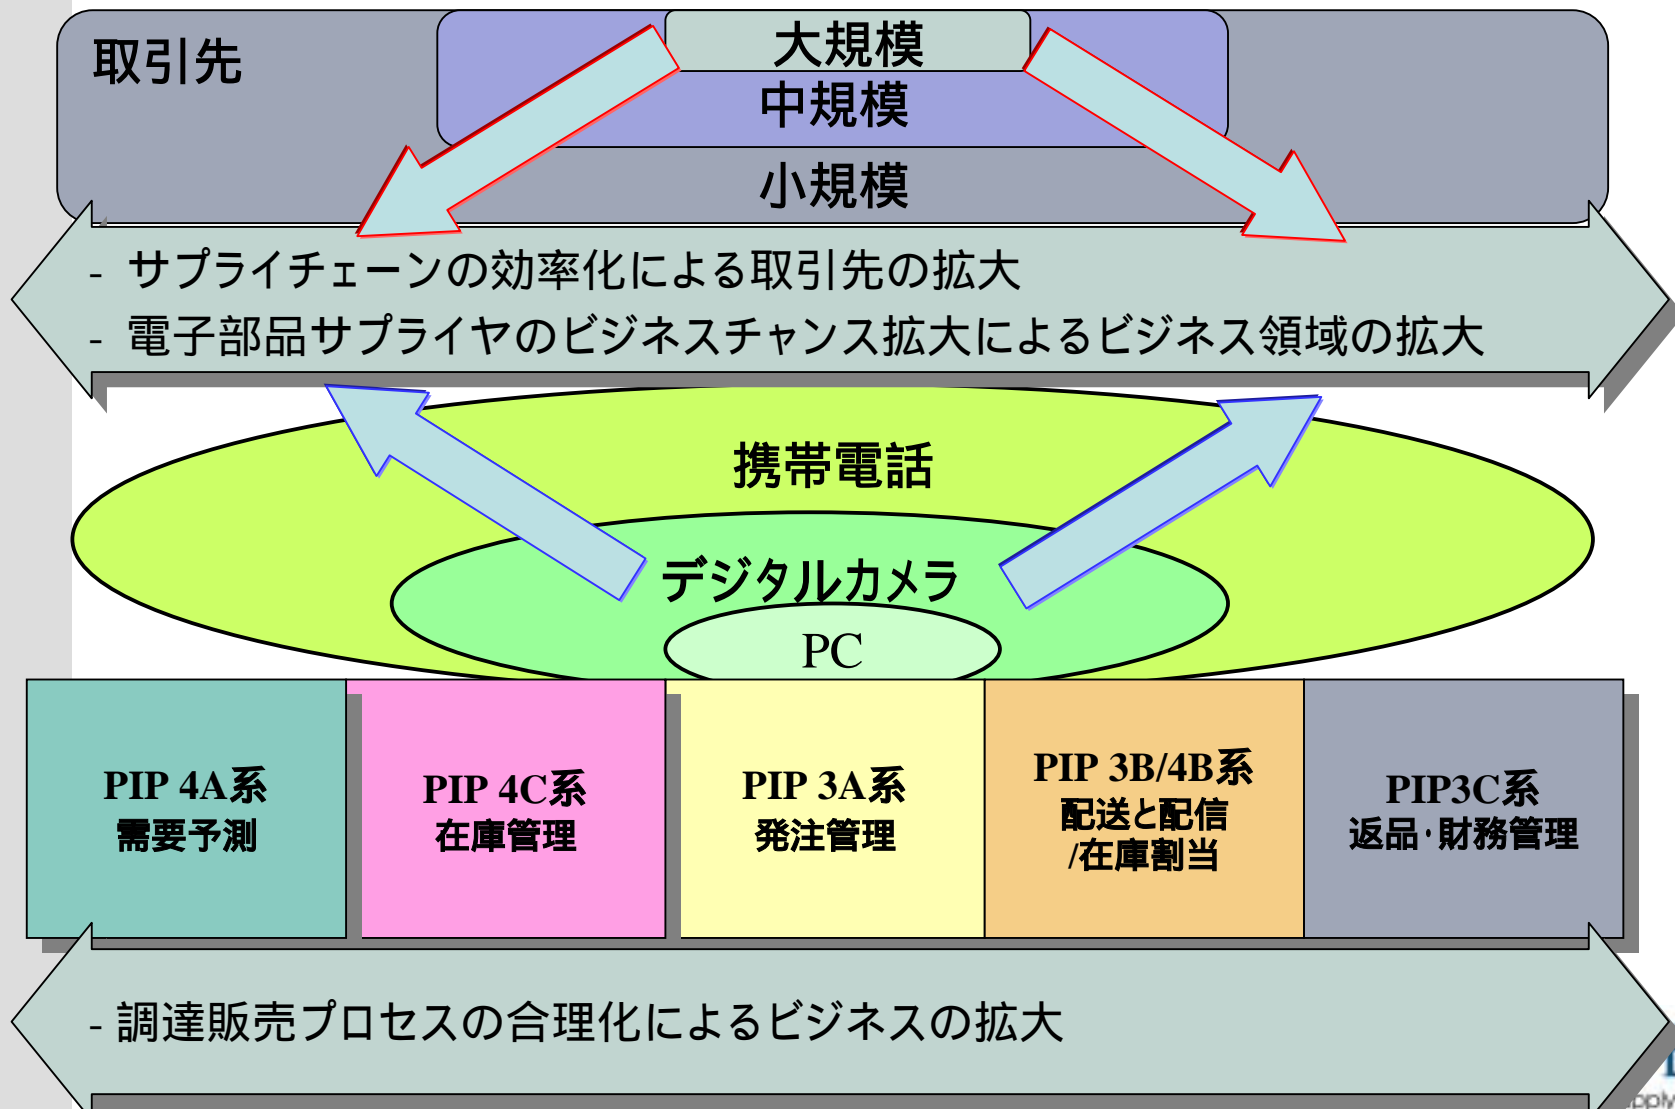 取引先
大規模
中規模
小規模
- サプライチェーンの効率化による取引先の拡大
- 電子部品サプライヤのビジネスチャンス拡大によるビジネス領域の拡大
携帯電話
デジタルカメラ
PC
PIP 4A系
需要予測
PIP 4C系
在庫管理
PIP 3A系
発注管理
PIP 3B/4B系
配送と配信
/在庫割当
PIP3C系
返品・財務管理
- 調達販売プロセスの合理化によるビジネスの拡大